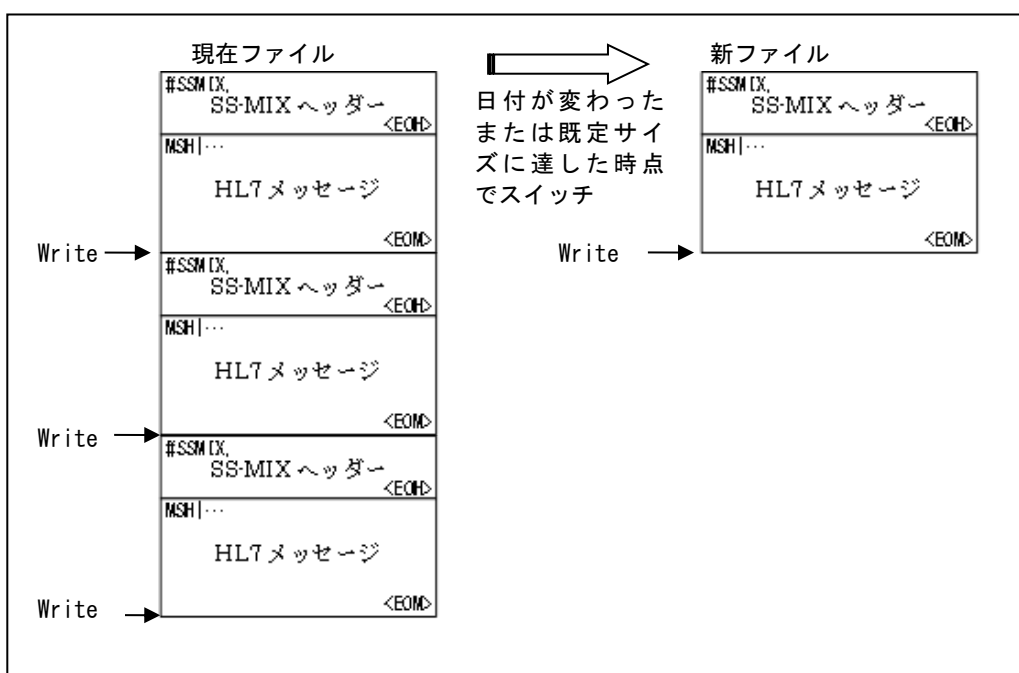 現在ファイル
#SSMIX,
SS-MIX ヘッダー
<EOH>
MSH|…
HL7メッセージ
<EOM>
Write
#SSMIX,
SS-MIX ヘッダー
<EOH>
MSH|…
HL7メッセージ
<EOM>
Write
#SSMIX,
SS-MIX ヘッダー
<EOH>
MSH|…
HL7メッセージ
<EOM>
Write
日付が変わった
または既定サイ
ズに達した時点
でスイッチ
新ファイル
#SSMIX,
SS-MIX ヘッダー
<EOH>
MSH|…
HL7メッセージ
<EOM>
Write